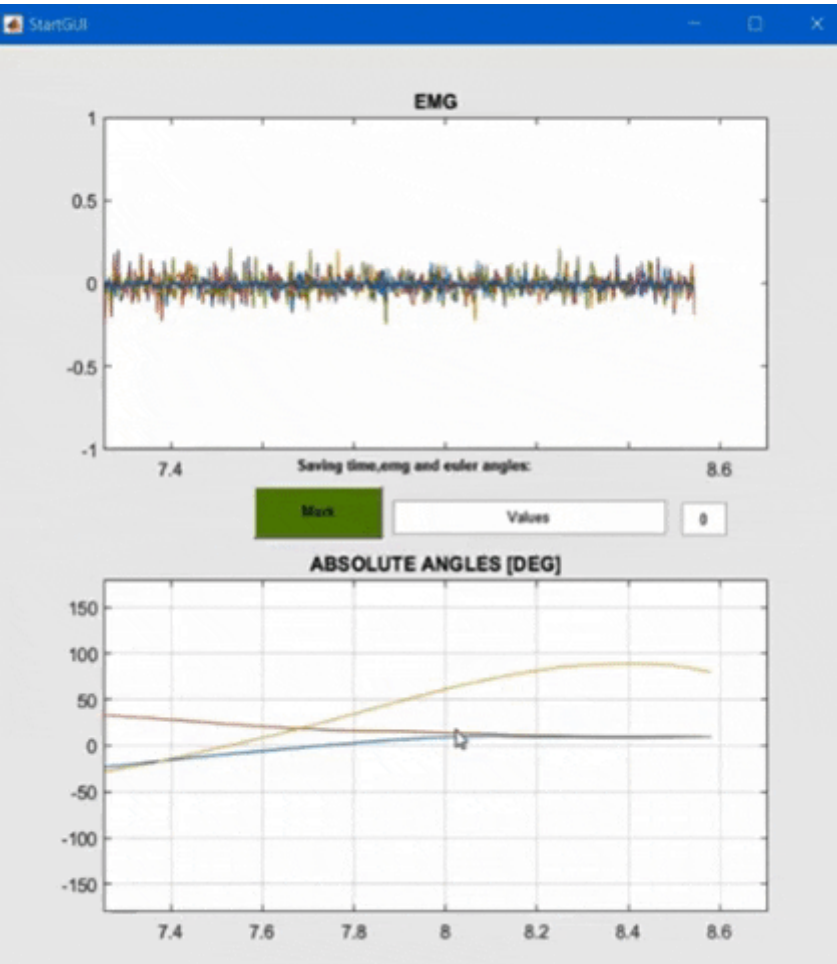 StartGUI
EMG
1
0.5
0
-0.5
-1
7.4 8.6
Saving time,emg and euler angles:
Mark Values 0
ABSOLUTE ANGLES [DEG]
150
100
50
0
-50
-100
-150
7.4 7.6 7.8 8 8.2 8.4 8.6